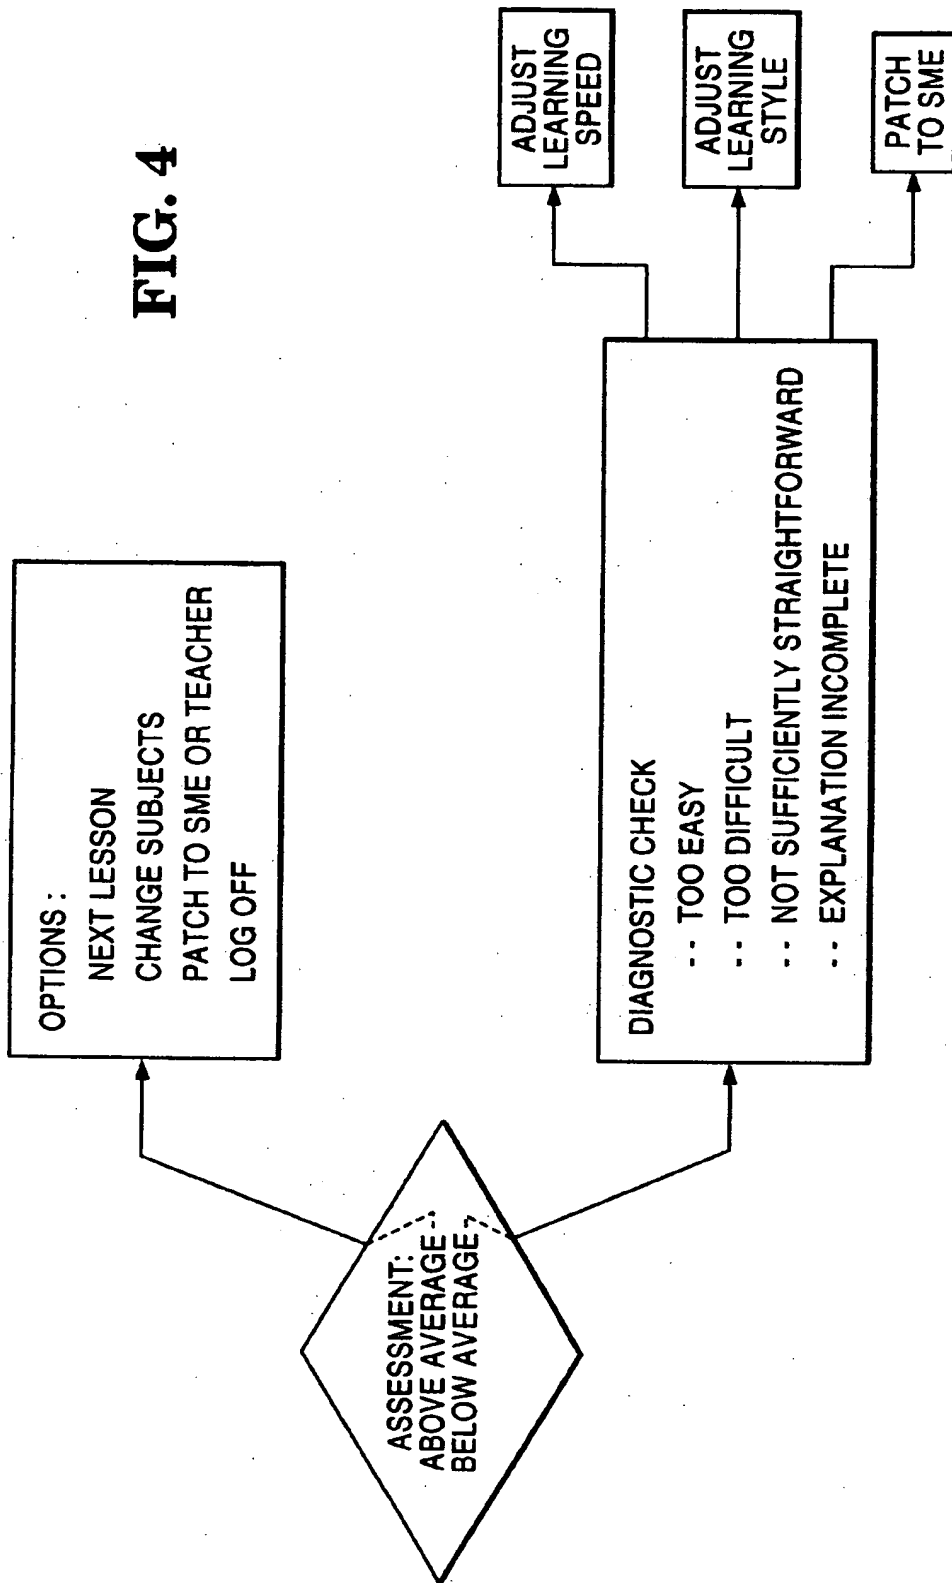 FIG. 4
OPTIONS :
NEXT LESSON
CHANGE SUBJECTS
PATCH TO SME OR TEACHER
LOG OFF
ASSESSMENT:
ABOVE AVERAGE
BELOW AVERAGE
DIAGNOSTIC CHECK
-- TOO EASY
-- TOO DIFFICULT
-- NOT SUFFICIENTLY STRAIGHTFORWARD
-- EXPLANATION INCOMPLETE
ADJUST
LEARNING
SPEED
ADJUST
LEARNING
STYLE
PATCH
TO SME